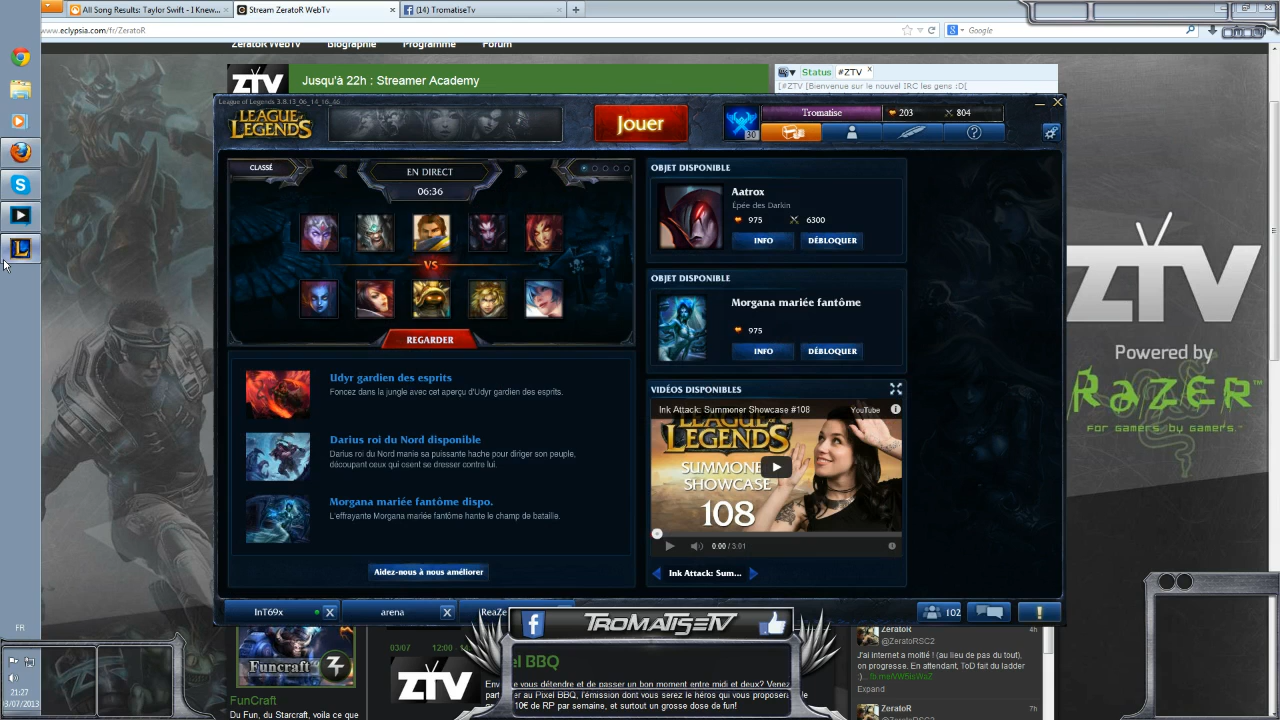 All Song Results: Taylor Swift - I Knew...
Stream ZeratoR WebTv
(14) TromatiseTv
www.eclypsia.com/fr/ZeratoR
Google
ZeratoR WebTV
Biographie
Programme
Forum
ZTV
Jusqu'à 22h : Streamer Academy
Status
#ZTV
[#ZTV [Bienvenue sur le nouvel IRC les gens :D[
LEAGUE OF LEGENDS
Jouer
30
Tromatise
203
804
CLASSÉ
EN DIRECT
06:36
VS
REGARDER
OBJET DISPONIBLE
Aatrox
Épée des Darkin
975
6300
INFO
DÉBLOQUER
OBJET DISPONIBLE
Morgana mariée fantôme
975
INFO
DÉBLOQUER
Udyr gardien des esprits
Foncez dans la jungle avec cet aperçu d'Udyr gardien des esprits.
Darius roi du Nord disponible
Darius roi du Nord manie sa puissante hache pour diriger son peuple,
découpant ceux qui osent se dresser contre lui.
Morgana mariée fantôme dispo.
L'effrayante Morgana mariée fantôme hante le champ de bataille.
Aidez-nous à nous améliorer
VIDÉOS DISPONIBLES
Ink Attack: Summoner Showcase #108
YouTube
LEGENDS
SUMMONE
SHOWCASE
108
0:00 / 3:01
Ink Attack: Sum...
ZTV
Powered by
RAZER
FOR GAMERS. BY GAMERS.
InT69x
arena
ReaZe
102
TROMATISETV
FR
21:27
3/07/2013
Funcraft
FunCraft
Du Fun, du Starcraft, voila ce que
03/07
12:00 - 14
ZTV
el BBQ
Env
de vous détendre et de passer un bon moment entre midi et deux? Venez
part
er au Pixel BBQ, l'émission dont vous serez le héros qui vous proposera
le
10€ de RP par semaine, et surtout un grosse dose de fun!
ZeratoR
4h
@ZeratoRSC2
J'ai internet a moitié ! (au lieu de pas du tout),
on progresse. En attendant, ToD fait du ladder
Expand
ZeratoR
7h